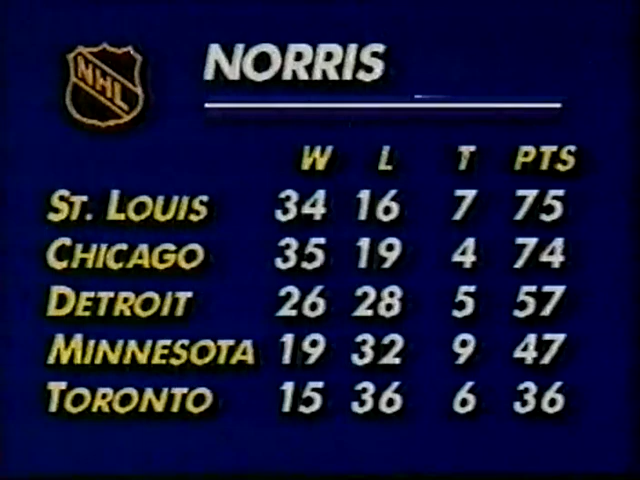 NHL
NORRIS
W L T PTS
ST. LOUIS 34 16 7 75
CHICAGO 35 19 4 74
DETROIT 26 28 5 57
MINNESOTA 19 32 9 47
TORONTO 15 36 6 36